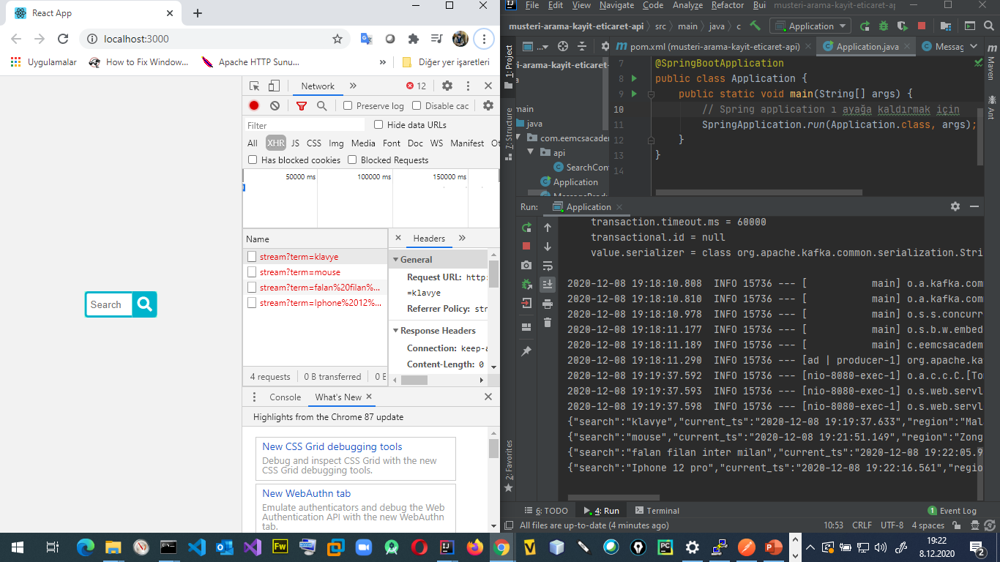 React App
localhost:3000
Uygulamalar
How to Fix Window...
Apache HTTP Sunu...
»
Diğer yer işaretleri
Network
»
12
Preserve log
Disable cac
Filter
Hide data URLs
All XHR JS CSS Img Media Font Doc WS Manifest Ot
Has blocked cookies
Blocked Requests
50000 ms
100000 ms
150000 ms
Name
stream?term=klavye
stream?term=mouse
stream?term=falan%20filan%...
stream?term=Iphone%2012%...
4 requests
0 B transferred
0 B
Headers
»
General
Request URL: http:
=klavye
Referrer Policy: str
Response Headers
Connection: keep-a
Content-Length: 0
Search
Console
What's New
Highlights from the Chrome 87 update
New CSS Grid debugging tools
Debug and inspect CSS Grid with the new
CSS Grid debugging tools.
New WebAuthn tab
Emulate authenticators and debug the Web
Authentication API with the new WebAuthn
tab.
File Edit View Navigate Code Analyze Refactor Bui musteri-arama-kayit-eticaret-ap
musteri-arama-kayit-eticaret-api
src
main
java
c
Application
pom.xml (musteri-arama-kayit-eticaret-api)
Application.java
Messag
1: Project
7: Structure
2: Favorites
Maven
Ant
ri-arama-kayit-eticaret-
a
main
java
com.eemcsacadem
api
SearchCont
Application
MessageProdu
7 @SpringBootApplication
8 public class Application {
9 public static void main(String[] args) {
10 // Spring application ı ayağa kaldırmak için
11 SpringApplication.run(Application.class, args);
12 }
13 }
14
Run:
Application
transaction.timeout.ms = 60000
transactional.id = null
value.serializer = class org.apache.kafka.common.serialization.Stri
2020-12-08 19:18:10.808 INFO 15736 --- [ main] o.a.kafka.com
2020-12-08 19:18:10.810 INFO 15736 --- [ main] o.a.kafka.com
2020-12-08 19:18:10.978 INFO 15736 --- [ main] o.s.s.concurr
2020-12-08 19:18:11.177 INFO 15736 --- [ main] o.s.b.w.embed
2020-12-08 19:18:11.189 INFO 15736 --- [ main] c.eemcsacadem
2020-12-08 19:18:11.290 INFO 15736 --- [ad | producer-1] org.apache.ka
2020-12-08 19:19:37.592 INFO 15736 --- [nio-8080-exec-1] o.a.c.c.C.[To
2020-12-08 19:19:37.593 INFO 15736 --- [nio-8080-exec-1] o.s.web.servl
2020-12-08 19:19:37.598 INFO 15736 --- [nio-8080-exec-1] o.s.web.servl
{"search":"klavye","current_ts":"2020-12-08 19:19:37.633","region":"Mal
{"search":"mouse","current_ts":"2020-12-08 19:21:51.149","region":"Zong
{"search":"falan filan inter milan","current_ts":"2020-12-08 19:22:05.9
{"search":"Iphone 12 pro","current_ts":"2020-12-08 19:22:16.561","regio
6: TODO
4: Run
Terminal
1 Event Log
All files are up-to-date (4 minutes ago)
10:53 CRLF UTF-8 4 spaces
Fw
V
PC
19:22
8.12.2020
2